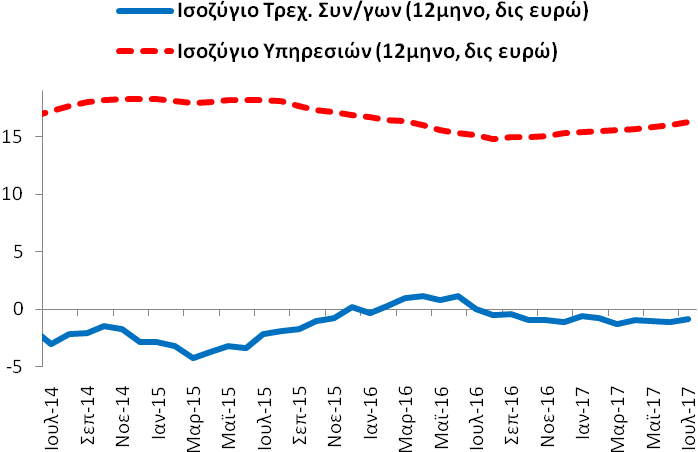 Ισοζύγιο Τρεχ. Συν/γων (12μηνο, δις ευρώ)
Ισοζύγιο Υπηρεσιών (12μηνο, δις ευρώ)
15
10
5
0
-5
Ιουλ-14
Σεπ-14
Νοε-14
Ιαν-15
Μαρ-15
Μαϊ-15
Ιουλ-15
Σεπ-15
Νοε-15
Ιαν-16
Μαρ-16
Μαϊ-16
Ιουλ-16
Σεπ-16
Νοε-16
Ιαν-17
Μαρ-17
Μαϊ-17
Ιουλ-17